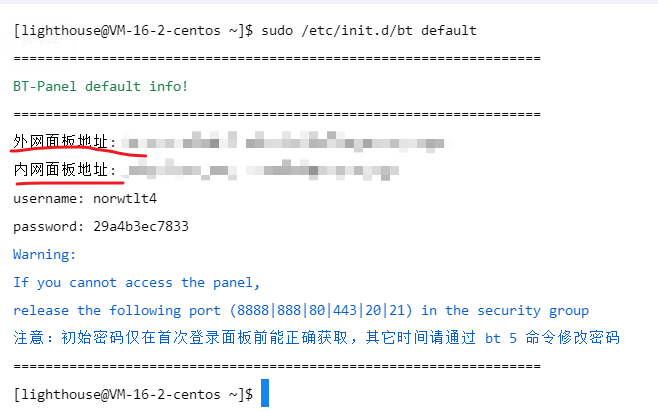 [lighthouse@VM-16-2-centos ~]$ sudo /etc/init.d/bt default
==================================================================
BT-Panel default info!
==================================================================
外网面板地址:
内网面板地址:
username: norwtlt4
password: 29a4b3ec7833
Warning:
If you cannot access the panel,
release the following port (8888|888|80|443|20|21) in the security group
注意：初始密码仅在首次登录面板前能正确获取，其它时间请通过 bt 5 命令修改密码
==================================================================
[lighthouse@VM-16-2-centos ~]$